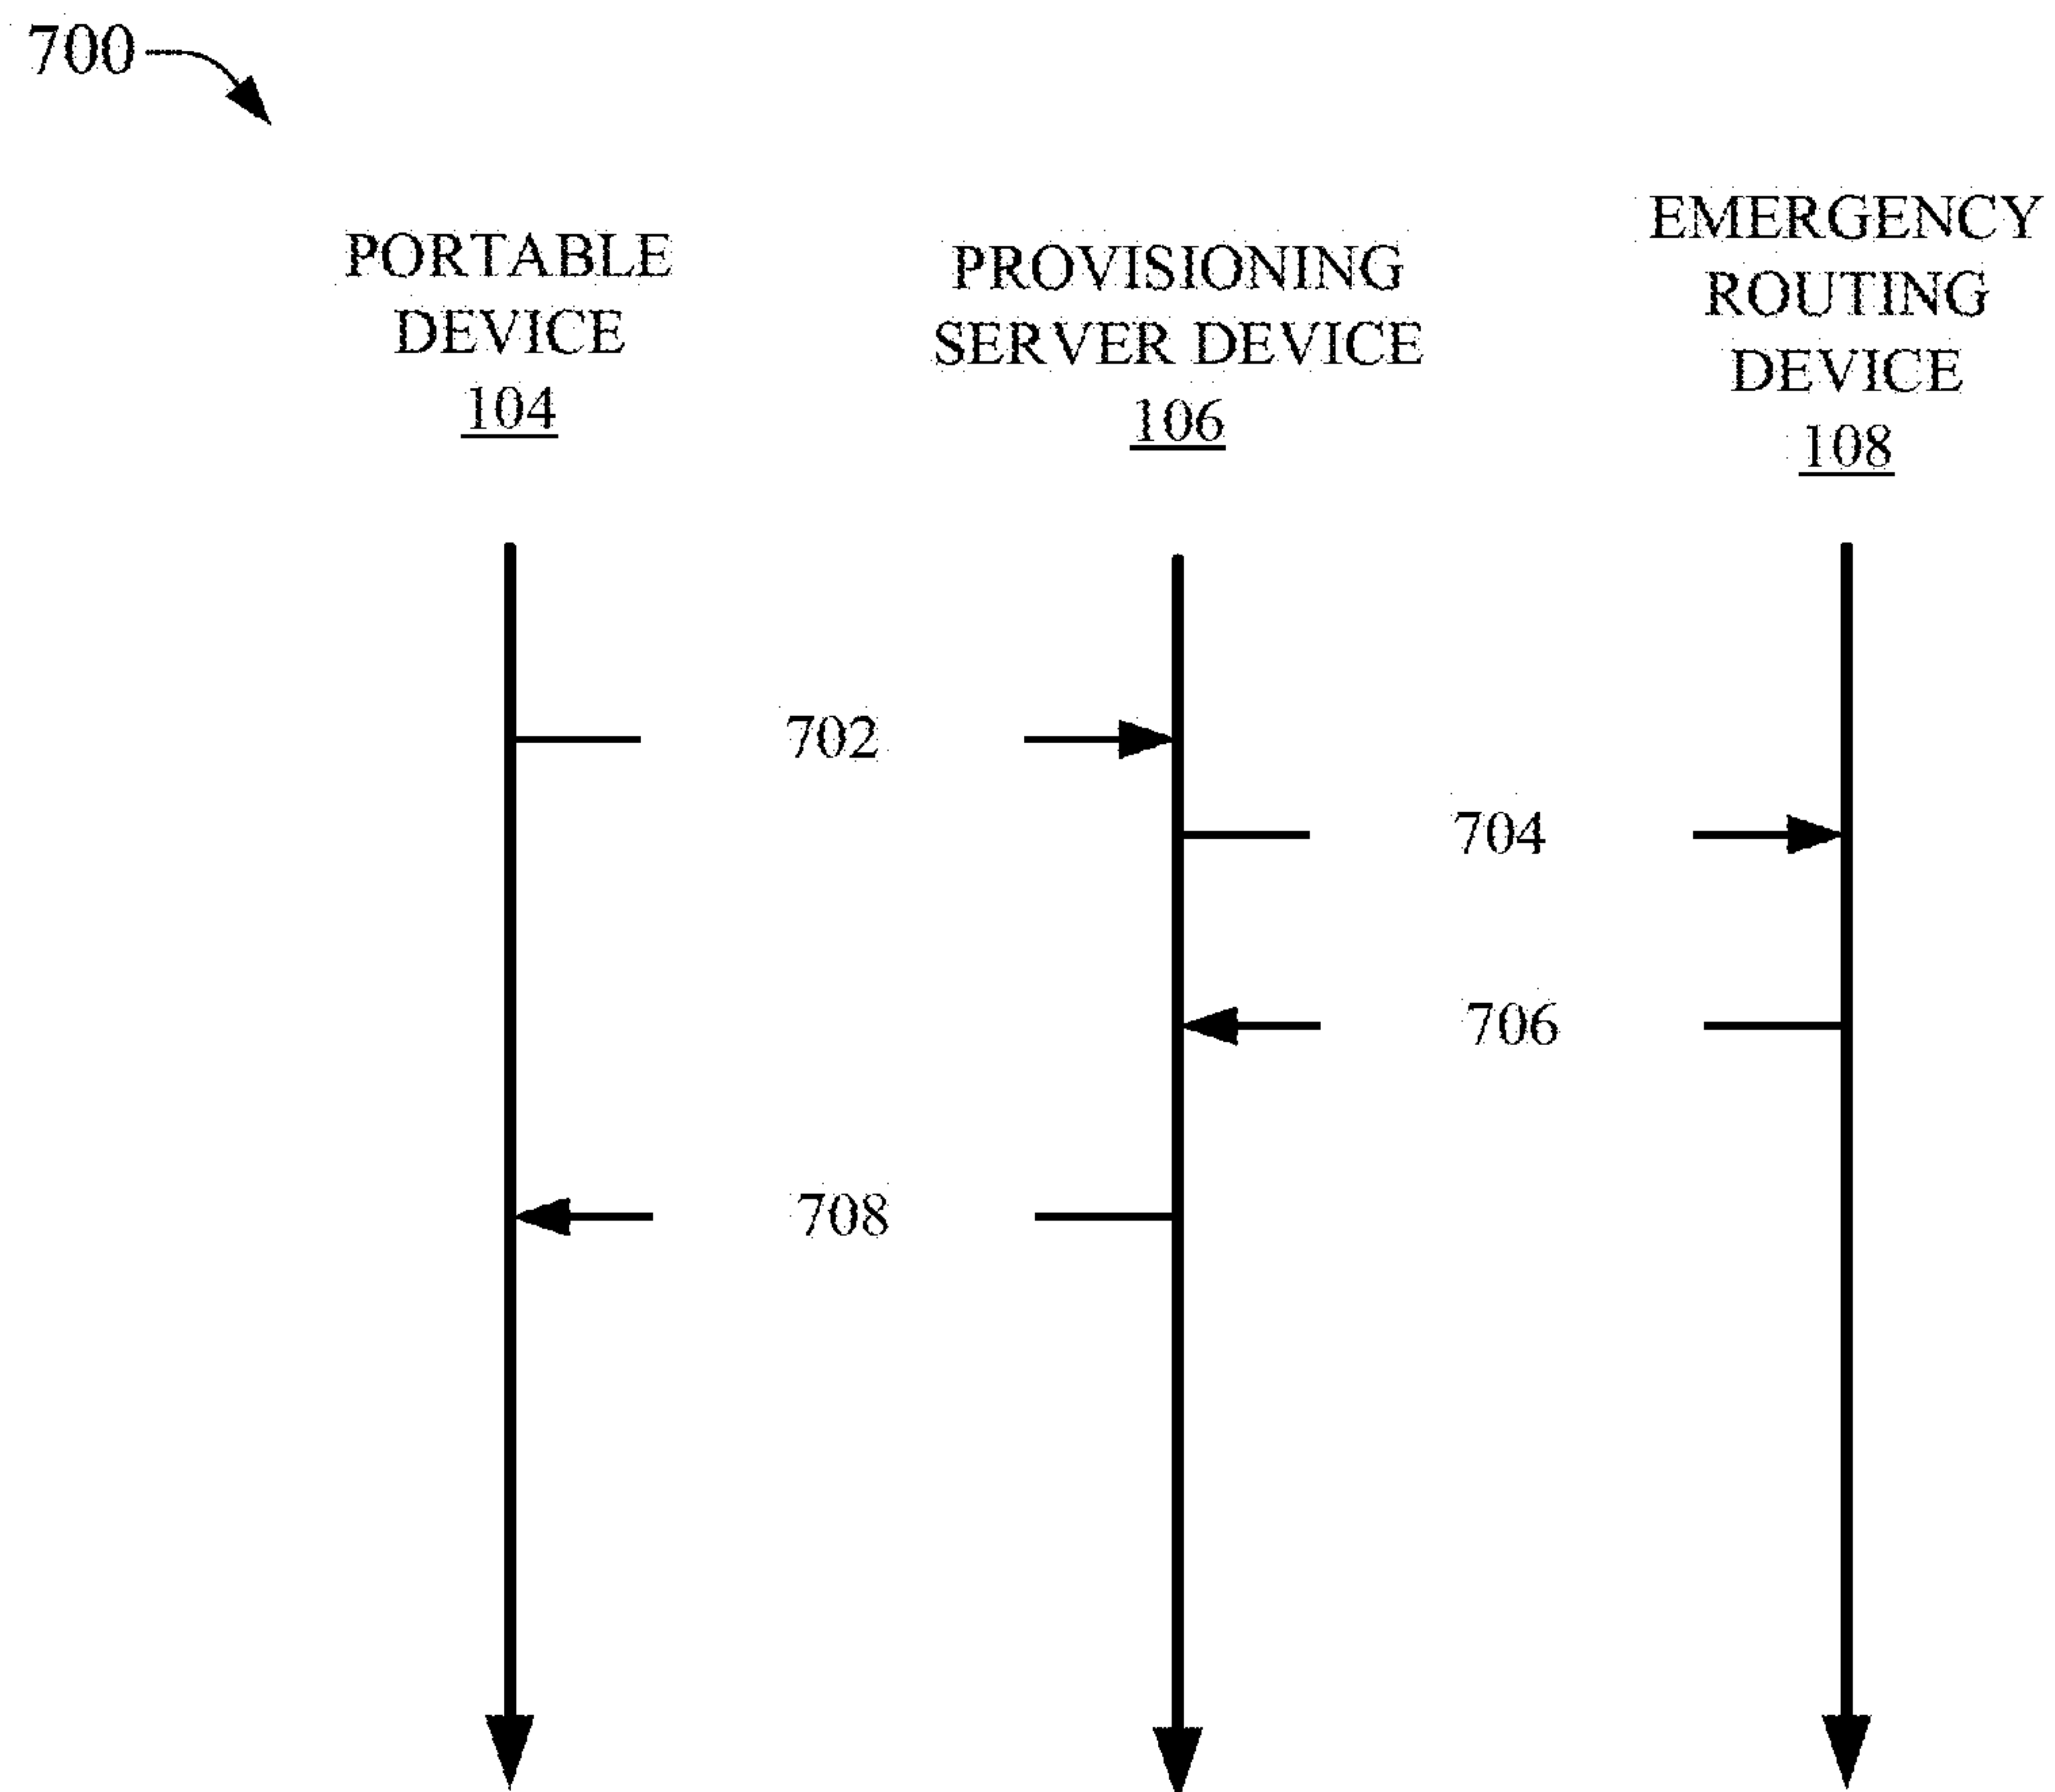 700
PORTABLE
DEVICE
104
PROVISIONING
SERVER DEVICE
106
EMERGENCY
ROUTING
DEVICE
108
702
704
706
708